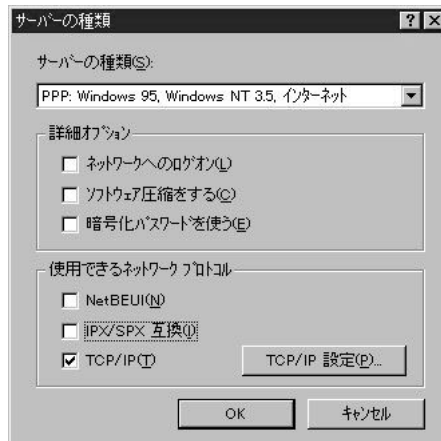 サーバーの種類
サーバーの種類(S):
PPP: Windows 95, Windows NT 3.5, インターネット
詳細オプション
ネットワークへのログオン(L)
ソフトウェア圧縮をする(C)
暗号化パスワードを使う(E)
使用できるネットワーク プロトコル
NetBEUI(N)
IPX/SPX 互換(I)
TCP/IP(T)
TCP/IP 設定(P)...
OK
キャンセル